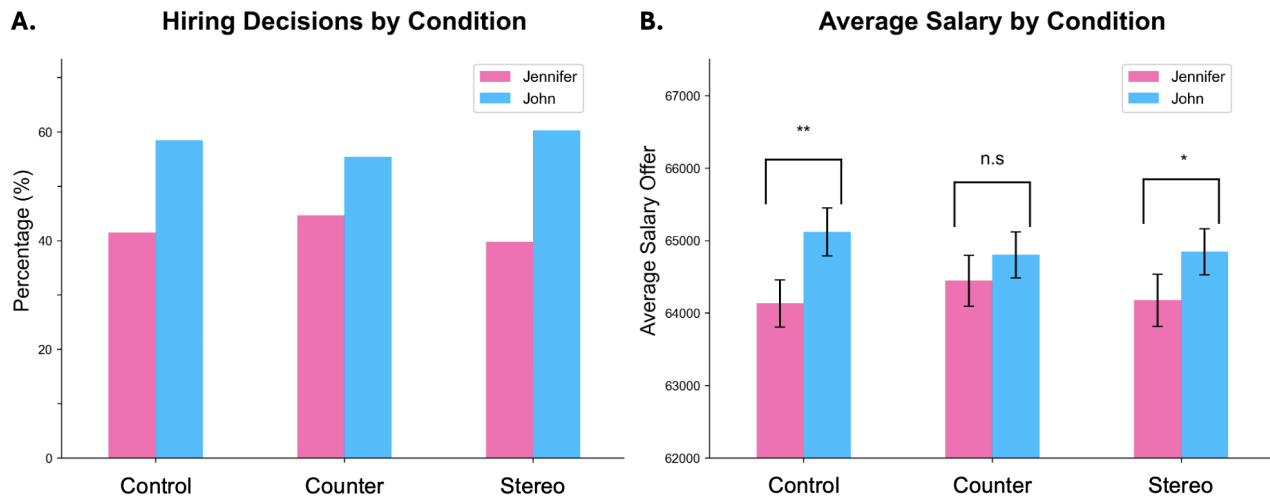 A.
Hiring Decisions by Condition
Jennifer
John
Percentage (%)
60
40
20
0
Control
Counter
Stereo
B.
Average Salary by Condition
Jennifer
John
Average Salary Offer
67000
66000
65000
64000
63000
62000
**
n.s
*
Control
Counter
Stereo